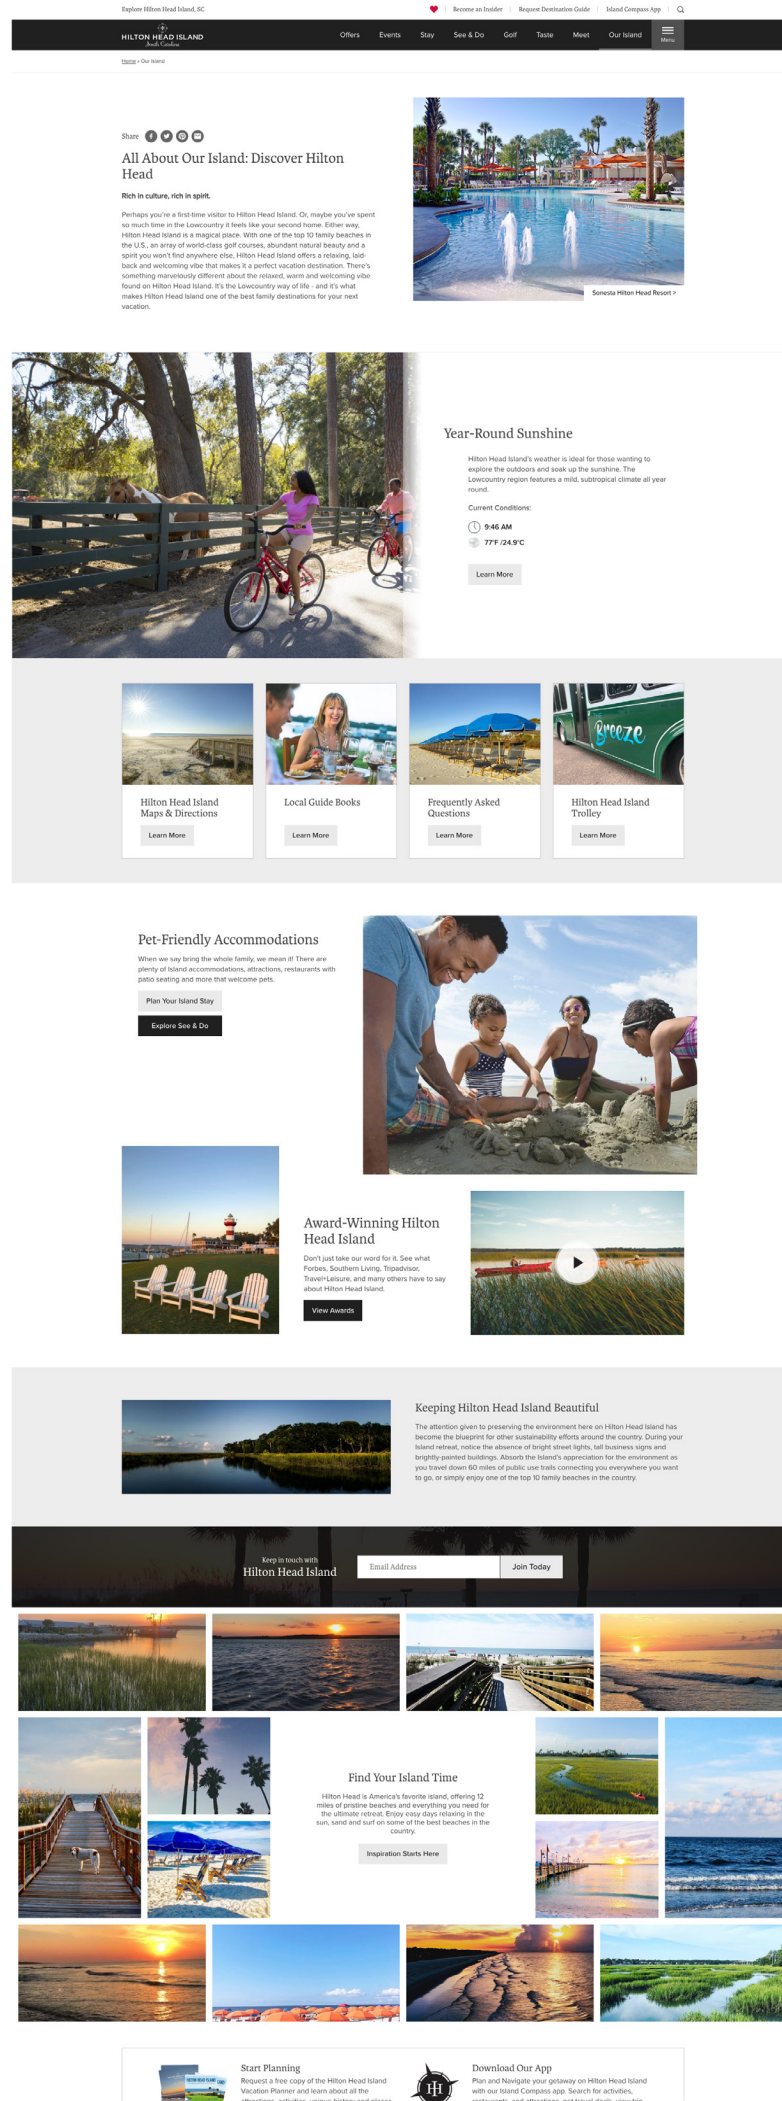 Explore Hilton Head Island, SC
Become an Insider
Request Destination Guide
Island Compass App
HILTON HEAD ISLAND
South Carolina
Offers
Events
Stay
See & Do
Golf
Taste
Meet
Our Island
Menu
Home › Our Island
Share
All About Our Island: Discover Hilton
Head
Rich in culture, rich in spirit.
Perhaps you're a first-time visitor to Hilton Head Island. Or, maybe you've spent
so much time in the Lowcountry it feels like your second home. Either way,
Hilton Head Island is a magical place. With one of the top 10 family beaches in
the U.S., an array of world-class golf courses, abundant natural beauty and a
spirit you won't find anywhere else, Hilton Head Island offers a relaxing, laid-
back and welcoming vibe that makes it a perfect vacation destination. There's
something marvelously different about the relaxed, warm and welcoming vibe
found on Hilton Head Island. It's the Lowcountry way of life - and it's what
makes Hilton Head Island one of the best family destinations for your next
vacation.
Sonesta Hilton Head Resort >
Year-Round Sunshine
Hilton Head Island's weather is ideal for those wanting to
explore the outdoors and soak up the sunshine. The
Lowcountry region features a mild, subtropical climate all year
round.
Current Conditions:
9:46 AM
77°F /24.9°C
Learn More
THE
Breeze
Hilton Head Island
Maps & Directions
Learn More
Local Guide Books
Learn More
Frequently Asked
Questions
Learn More
Hilton Head Island
Trolley
Learn More
Pet-Friendly Accommodations
When we say bring the whole family, we mean it! There are
plenty of Island accommodations, attractions, restaurants with
patio seating and more that welcome pets.
Plan Your Island Stay
Explore See & Do
Award-Winning Hilton
Head Island
Don't just take our word for it. See what
Forbes, Southern Living, Tripadvisor,
Travel+Leisure, and many others have to say
about Hilton Head Island.
View Awards
Keeping Hilton Head Island Beautiful
The attention given to preserving the environment here on Hilton Head Island has
become the blueprint for other sustainability efforts around the country. During your
Island retreat, notice the absence of bright street lights, tall business signs and
brightly-painted buildings. Absorb the Island's appreciation for the environment as
you travel down 60 miles of public use trails connecting you everywhere you want
to go, or simply enjoy one of the top 10 family beaches in the country.
Keep in touch with
Hilton Head Island
Email Address
Join Today
Find Your Island Time
Hilton Head is America's favorite island, offering 12
miles of pristine beaches and everything you need for
the ultimate retreat. Enjoy easy days relaxing in the
sun, sand and surf on some of the best beaches in the
country.
Inspiration Starts Here
Start Planning
Request a free copy of the Hilton Head Island
Vacation Planner and learn about all the
attractions, activities, unique history and places
HILTON HEAD ISLAND
Download Our App
Plan and Navigate your getaway on Hilton Head Island
with our Island Compass app. Search for activities,
restaurants, and attractions, get travel deals, view trip